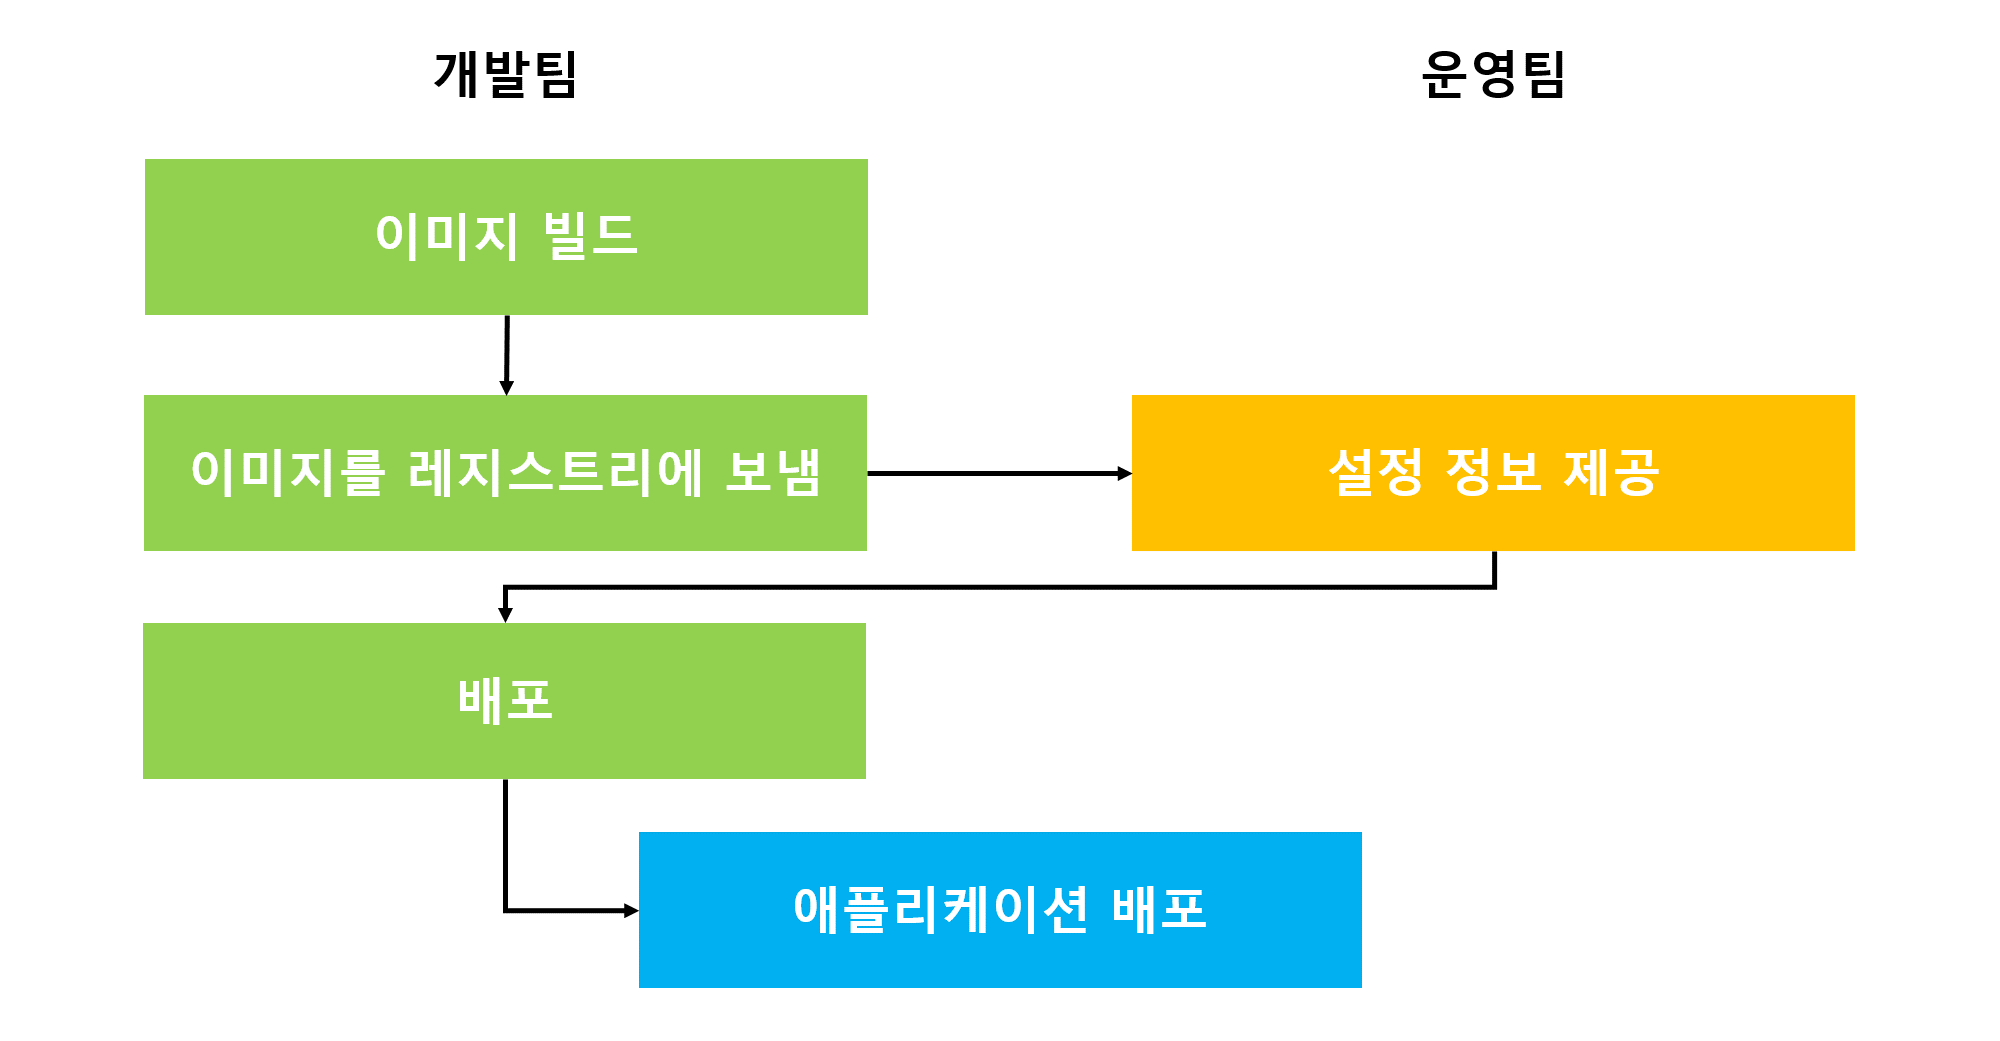 개발팀
운영팀
이미지 빌드
이미지를 레지스트리에 보냄
설정 정보 제공
배포
애플리케이션 배포